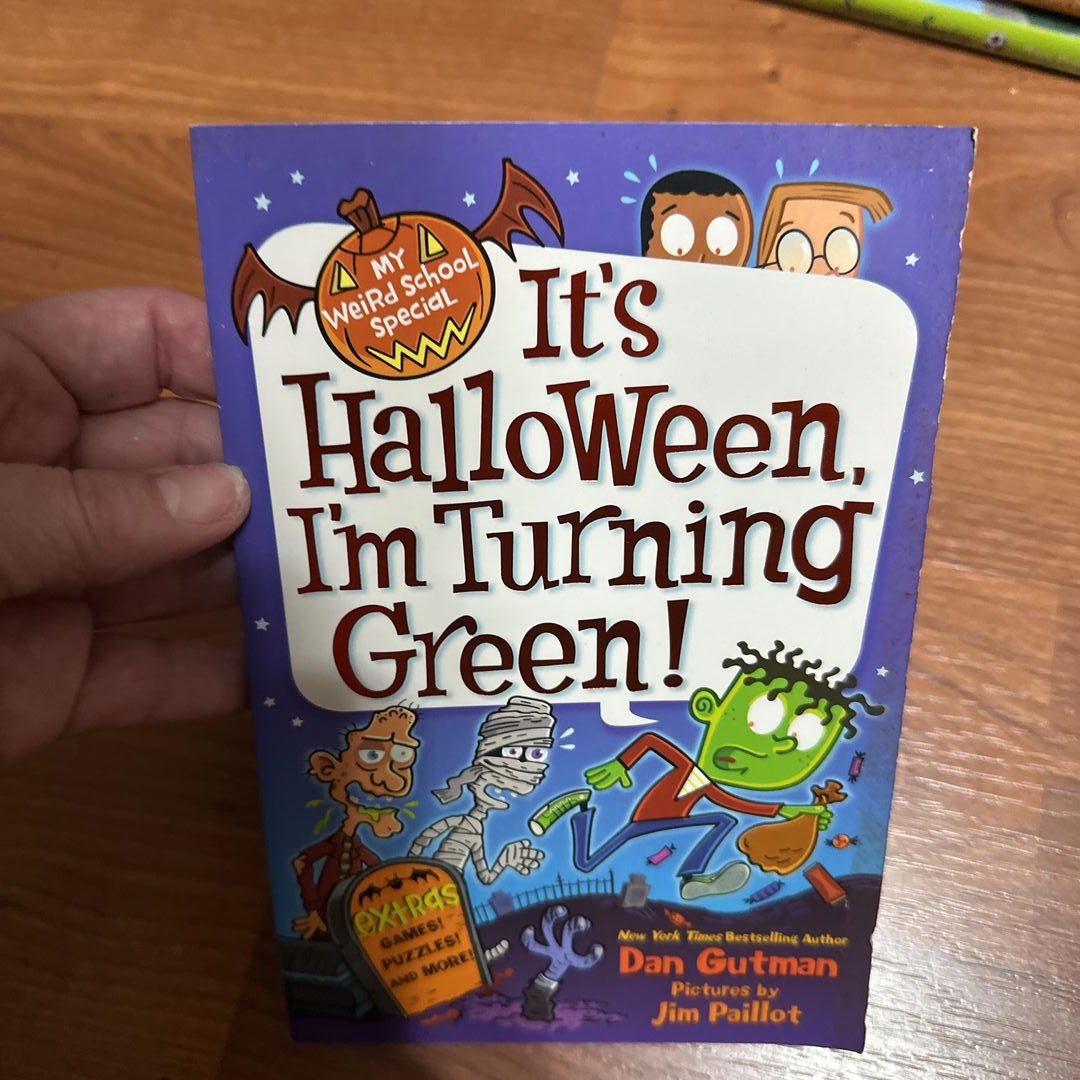 MY
WeiRd SchooL
SpeciaL
It's
Halloween,
I'm Turning
Green!
extras
GAMES!
PUZZLES!
AND MORE!
New York Times Bestselling Author
Dan Gutman
Pictures by
Jim Paillot